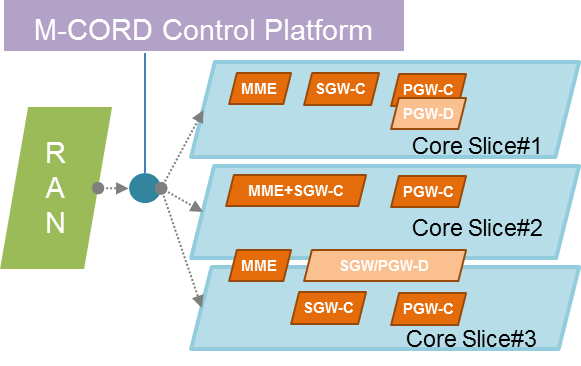 M-CORD Control Platform
R
A
N
MME
SGW-C
PGW-C
PGW-D
Core Slice#1
MME+SGW-C
PGW-C
Core Slice#2
MME
SGW/PGW-D
SGW-C
PGW-C
Core Slice#3